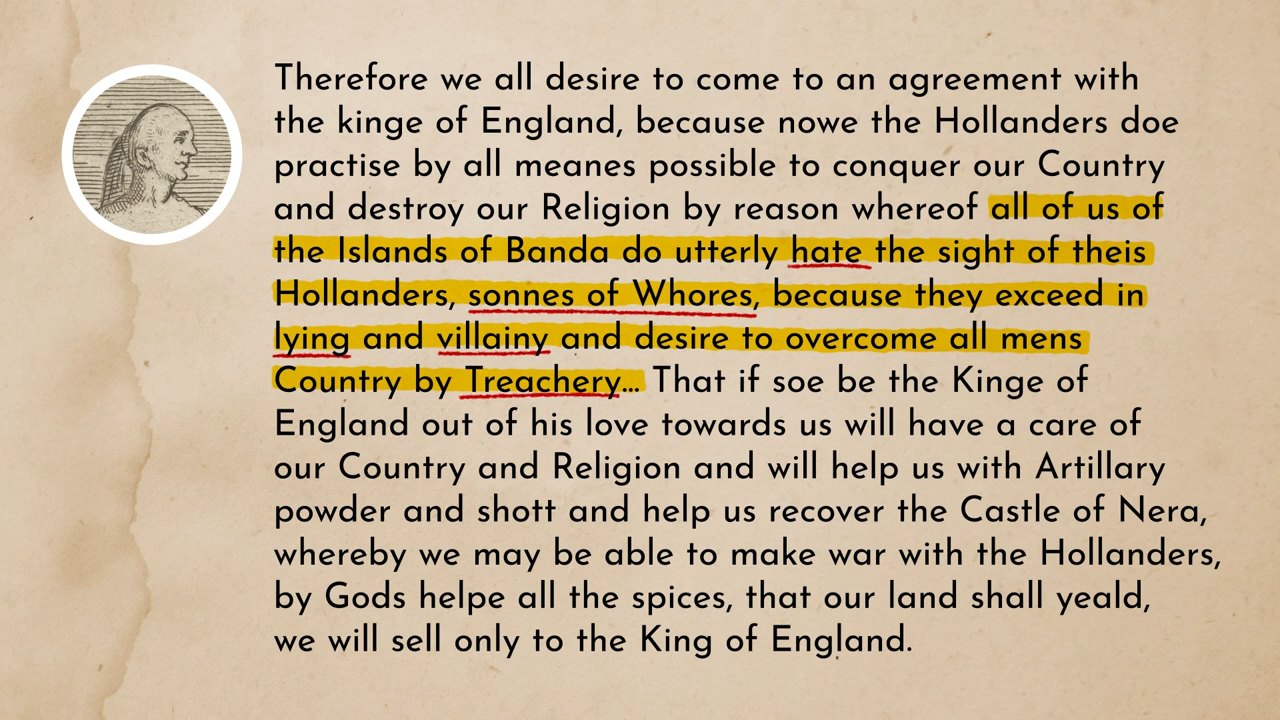 Therefore we all desire to come to an agreement with
the kinge of England, because nowe the Hollanders doe
practise by all meanes possible to conquer our Country
and destroy our Religion by reason whereof all of us of
the Islands of Banda do utterly hate the sight of theis
Hollanders, sonnes of Whores, because they exceed in
lying and villainy and desire to overcome all mens
Country by Treachery... That if soe be the Kinge of
England out of his love towards us will have a care of
our Country and Religion and will help us with Artillary
powder and shott and help us recover the Castle of Nera,
whereby we may be able to make war with the Hollanders,
by Gods helpe all the spices, that our land shall yeald,
we will sell only to the King of England.